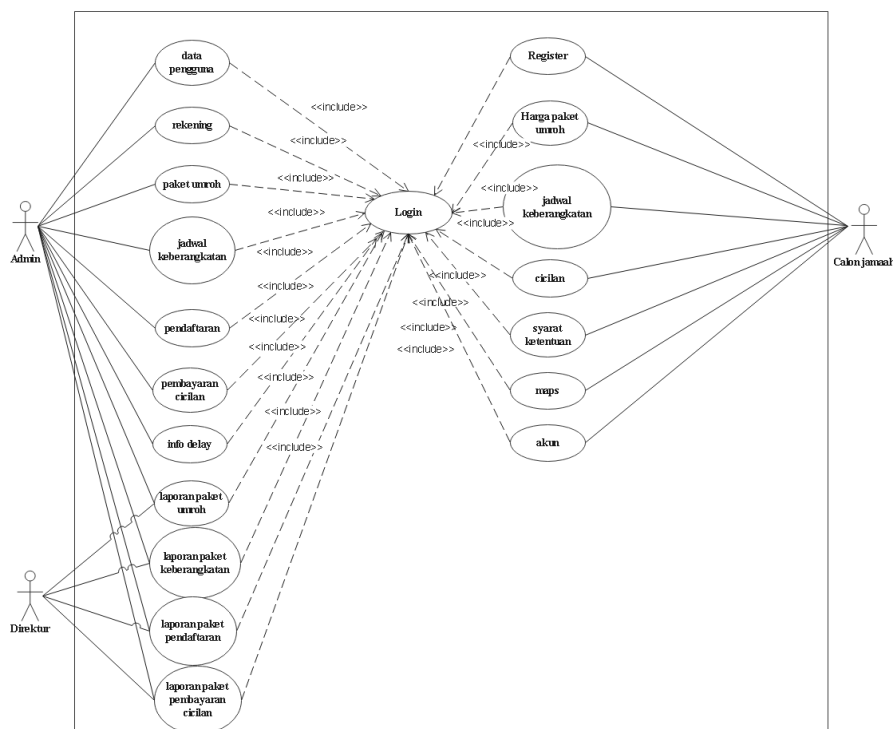 data
pengguna
rekening
paket umroh
jadwal
keberangkatan
pendaftaran
pembayaran
cicilan
info delay
laporan paket
umroh
laporan paket
keberangkatan
laporan paket
pendaftaran
laporan paket
pembayaran
cicilan
Admin
Direktur
<<include>>
<<include>>
<<include>>
<<include>>
<<include>>
<<include>>
<<include>>
<<include>>
<<include>>
<<include>>
<<include>>
Login
<<include>>
<<include>>
<<include>>
<<include>>
<<include>>
<<include>>
Register
Harga paket
umroh
jadwal
keberangkatan
cicilan
syarat
ketentuan
maps
akun
Calon jamaah